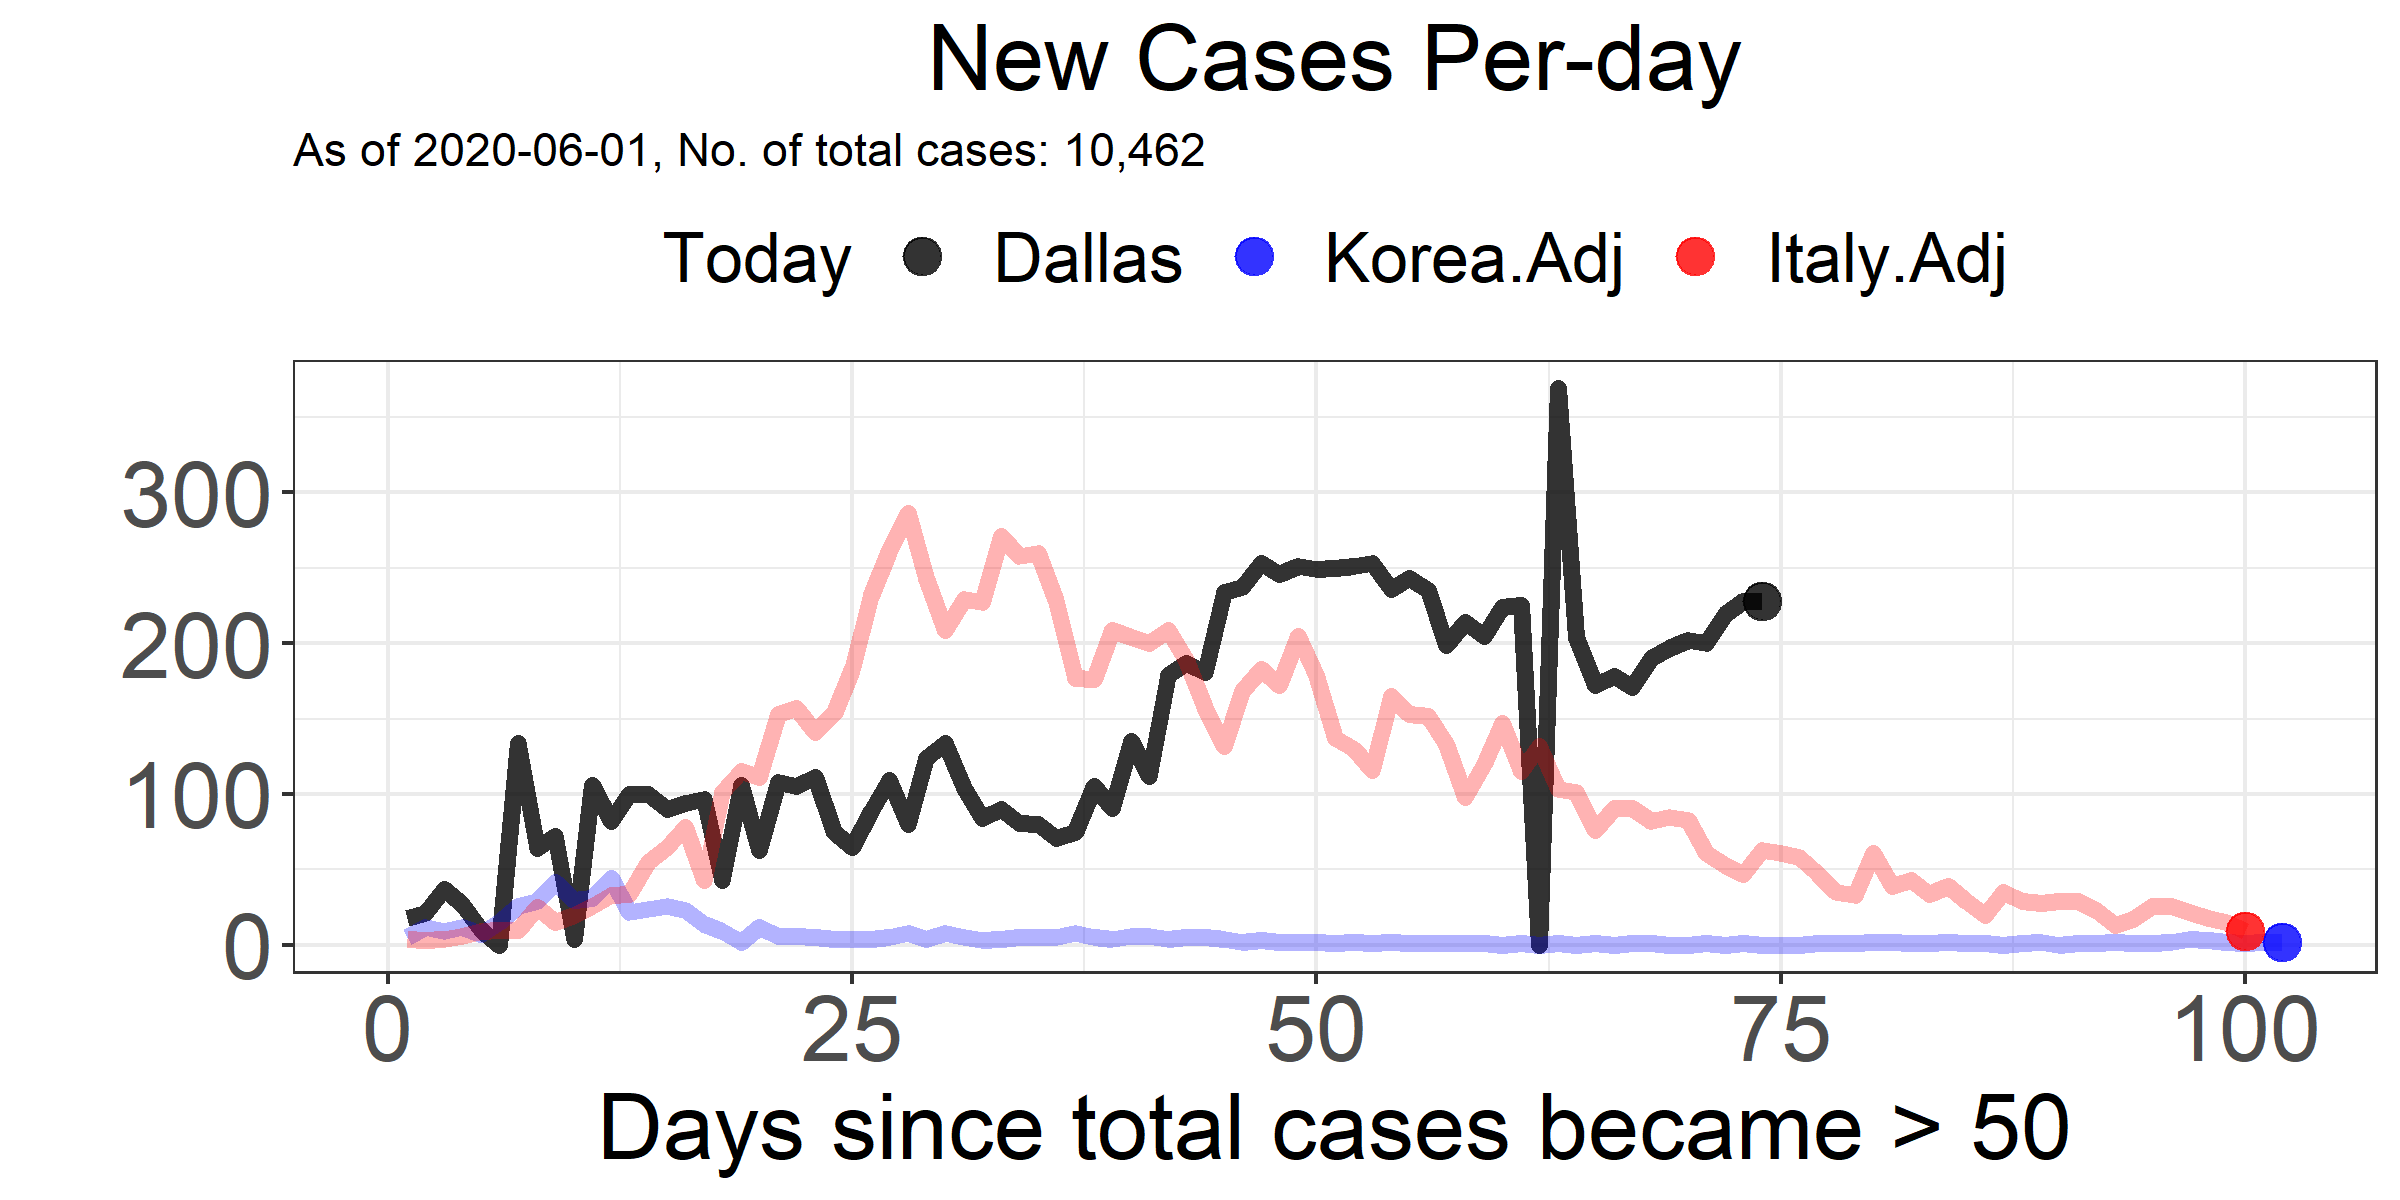 New Cases Per-day
As of 2020-06-01, No. of total cases: 10,462
Today Dallas Korea.Adj Italy.Adj
300
200
100
0
0 25 50 75 100
Days since total cases became > 50